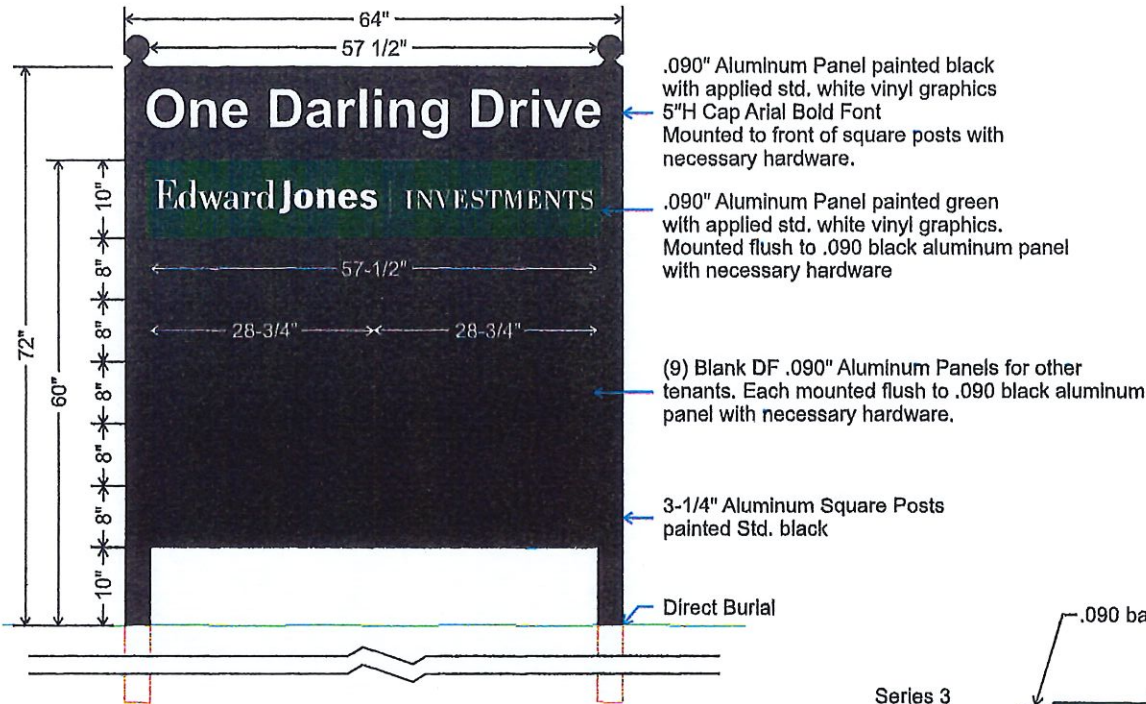 64"
57 1/2"
One Darling Drive
Edward Jones | INVESTMENTS
57-1/2"
28-3/4" 28-3/4"
72"
60"
10"
8"
8"
8"
8"
8"
10"
.090" Aluminum Panel painted black
with applied std. white vinyl graphics
5"H Cap Arial Bold Font
Mounted to front of square posts with
necessary hardware.
.090" Aluminum Panel painted green
with applied std. white vinyl graphics.
Mounted flush to .090 black aluminum panel
with necessary hardware
(9) Blank DF .090" Aluminum Panels for other
tenants. Each mounted flush to .090 black aluminum
panel with necessary hardware.
3-1/4" Aluminum Square Posts
painted Std. black
Direct Burial
Series 3
.090 ba